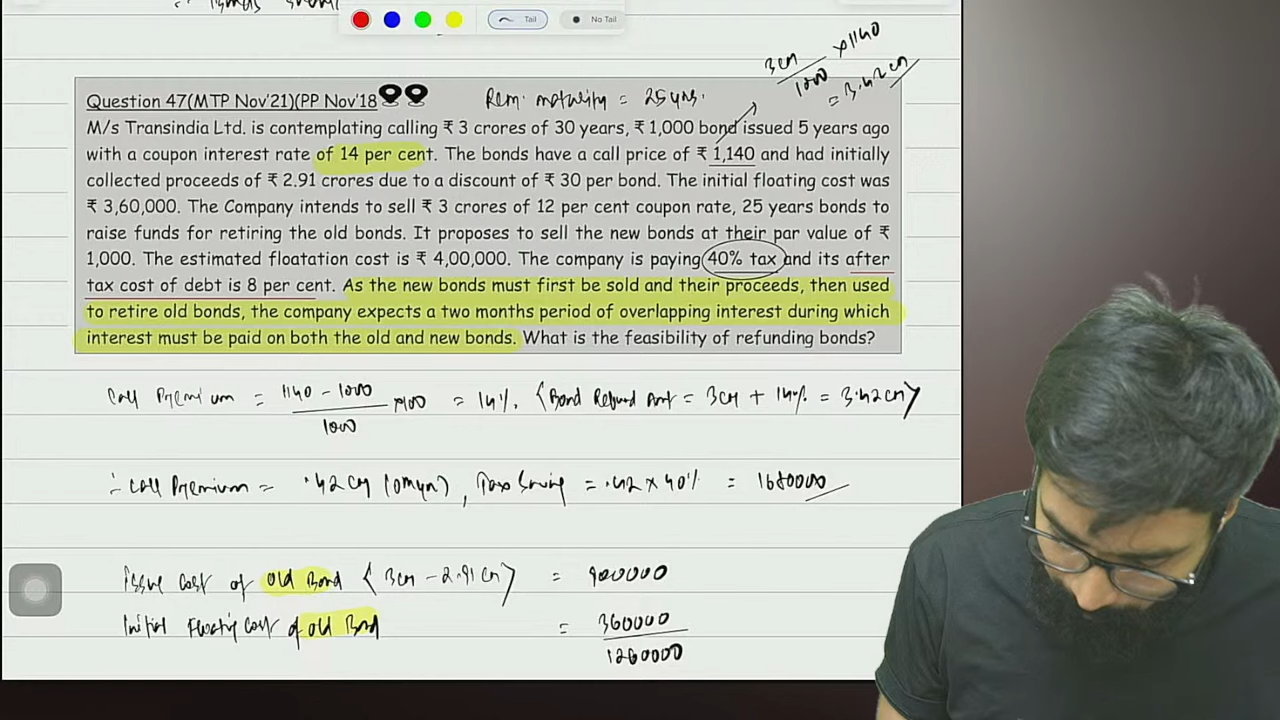 Tail
No Tail
3cr/1000 ×1140
= 3.42 cr
Question 47(MTP Nov'21)(PP Nov'18
Rem. maturity = 25 yrs.
M/s Transindia Ltd. is contemplating calling ₹ 3 crores of 30 years, ₹ 1,000 bond issued 5 years ago
with a coupon interest rate of 14 per cent. The bonds have a call price of ₹ 1,140 and had initially
collected proceeds of ₹ 2.91 crores due to a discount of ₹ 30 per bond. The initial floating cost was
₹ 3,60,000. The Company intends to sell ₹ 3 crores of 12 per cent coupon rate, 25 years bonds to
raise funds for retiring the old bonds. It proposes to sell the new bonds at their par value of ₹
1,000. The estimated floatation cost is ₹ 4,00,000. The company is paying 40% tax and its after
tax cost of debt is 8 per cent. As the new bonds must first be sold and their proceeds, then used
to retire old bonds, the company expects a two months period of overlapping interest during which
interest must be paid on both the old and new bonds. What is the feasibility of refunding bonds?
Call Premium = 1140 - 1000/1000 ×100 = 14%. (Bond Refund Amt = 3cr + 14% = 3.42cr)
∴ Call Premium = .42 cr , Tax Saving = .42 × 40% = 1680000
Issue Cost of Old Bond (3cr - 2.91 cr) = 900000
Initial Floating Cost of Old Bond = 360000
1260000